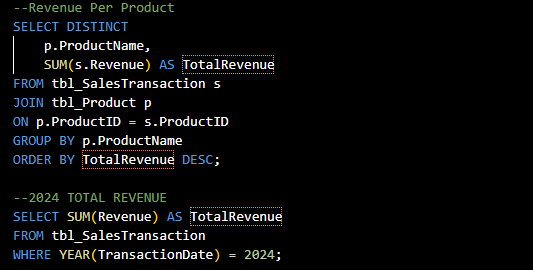 --Revenue Per Product
SELECT DISTINCT
    p.ProductName,
    SUM(s.Revenue) AS TotalRevenue
FROM tbl_SalesTransaction s
JOIN tbl_Product p
ON p.ProductID = s.ProductID
GROUP BY p.ProductName
ORDER BY TotalRevenue DESC;

--2024 TOTAL REVENUE
SELECT SUM(Revenue) AS TotalRevenue
FROM tbl_SalesTransaction
WHERE YEAR(TransactionDate) = 2024;